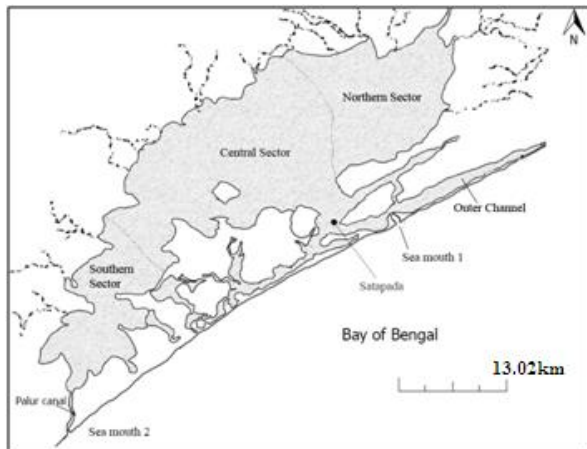 N
Northern Sector
Central Sector
Outer Channel
Sea mouth 1
Satapada
Southern
Sector
Bay of Bengal
13.02km
Palur canal
Sea mouth 2